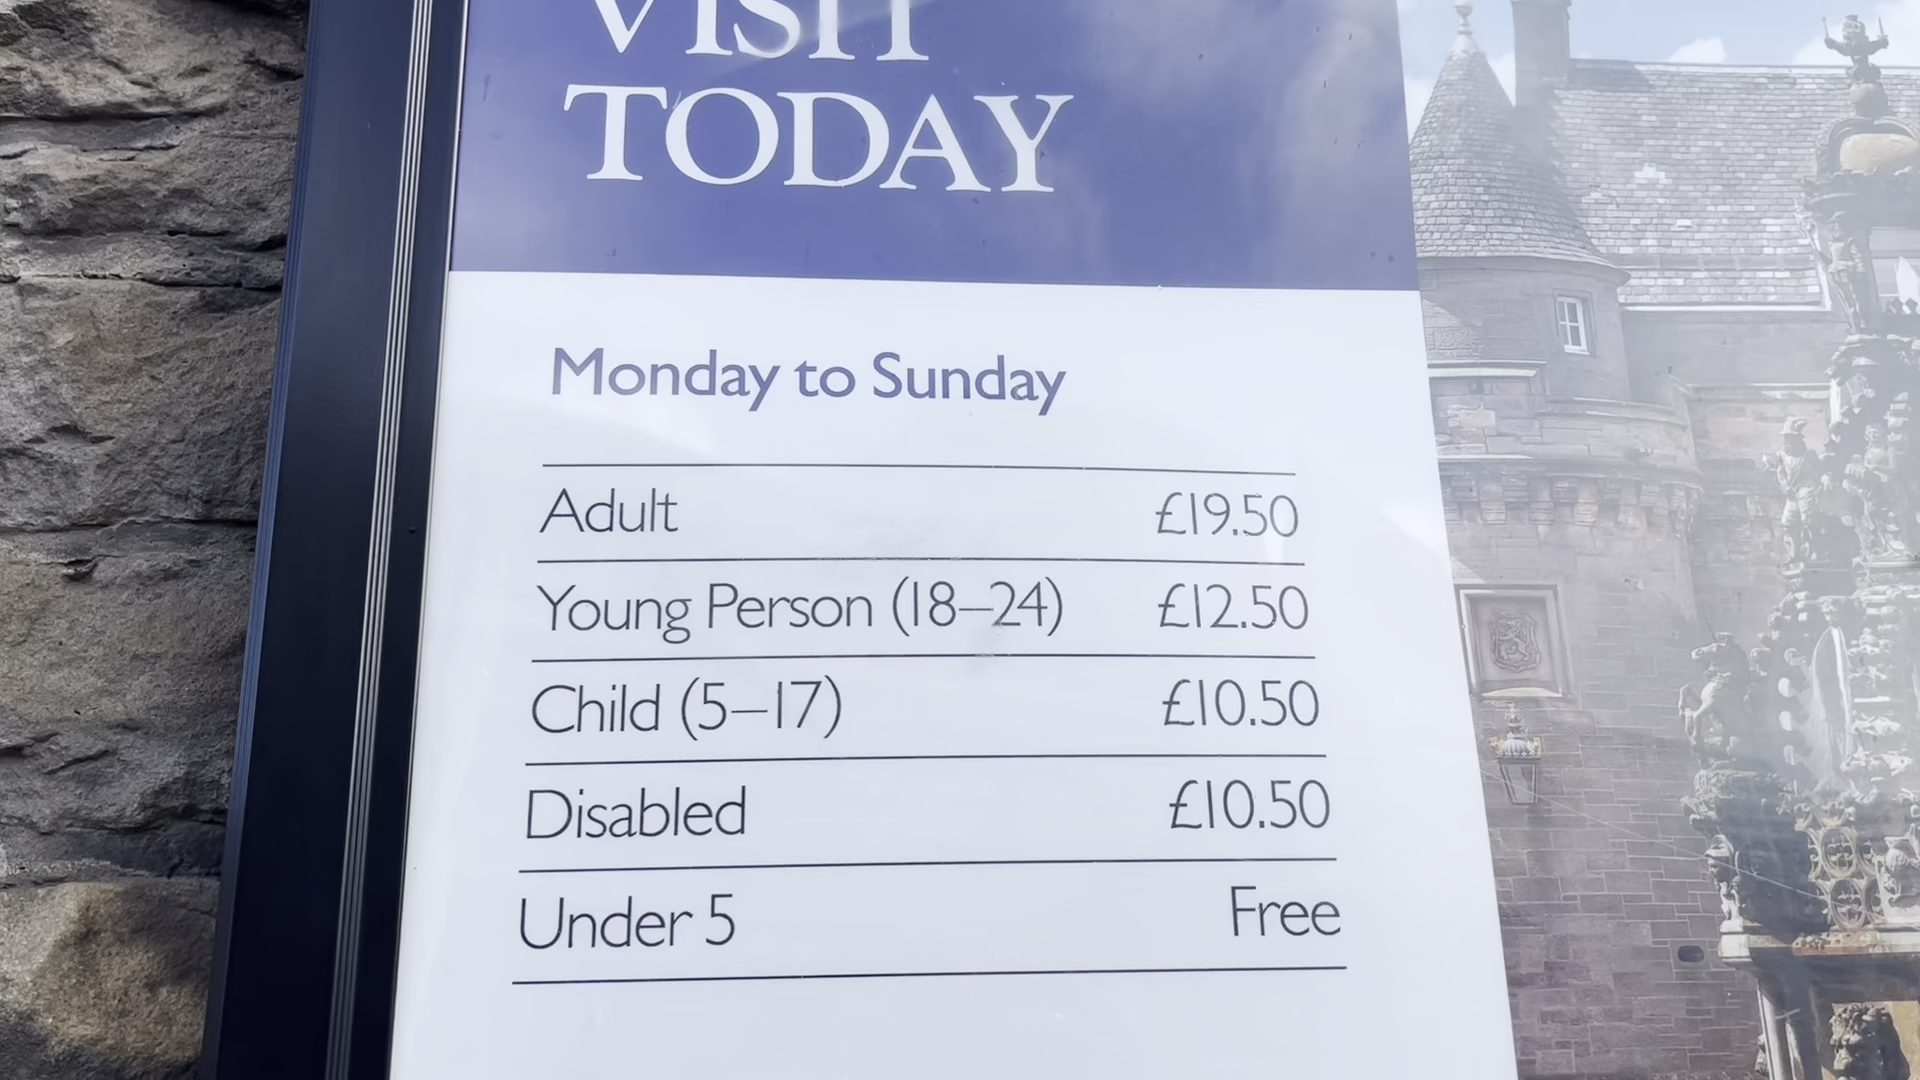 VISIT
TODAY
Monday to Sunday
Adult £19.50
Young Person (18–24) £12.50
Child (5–17) £10.50
Disabled £10.50
Under 5 Free